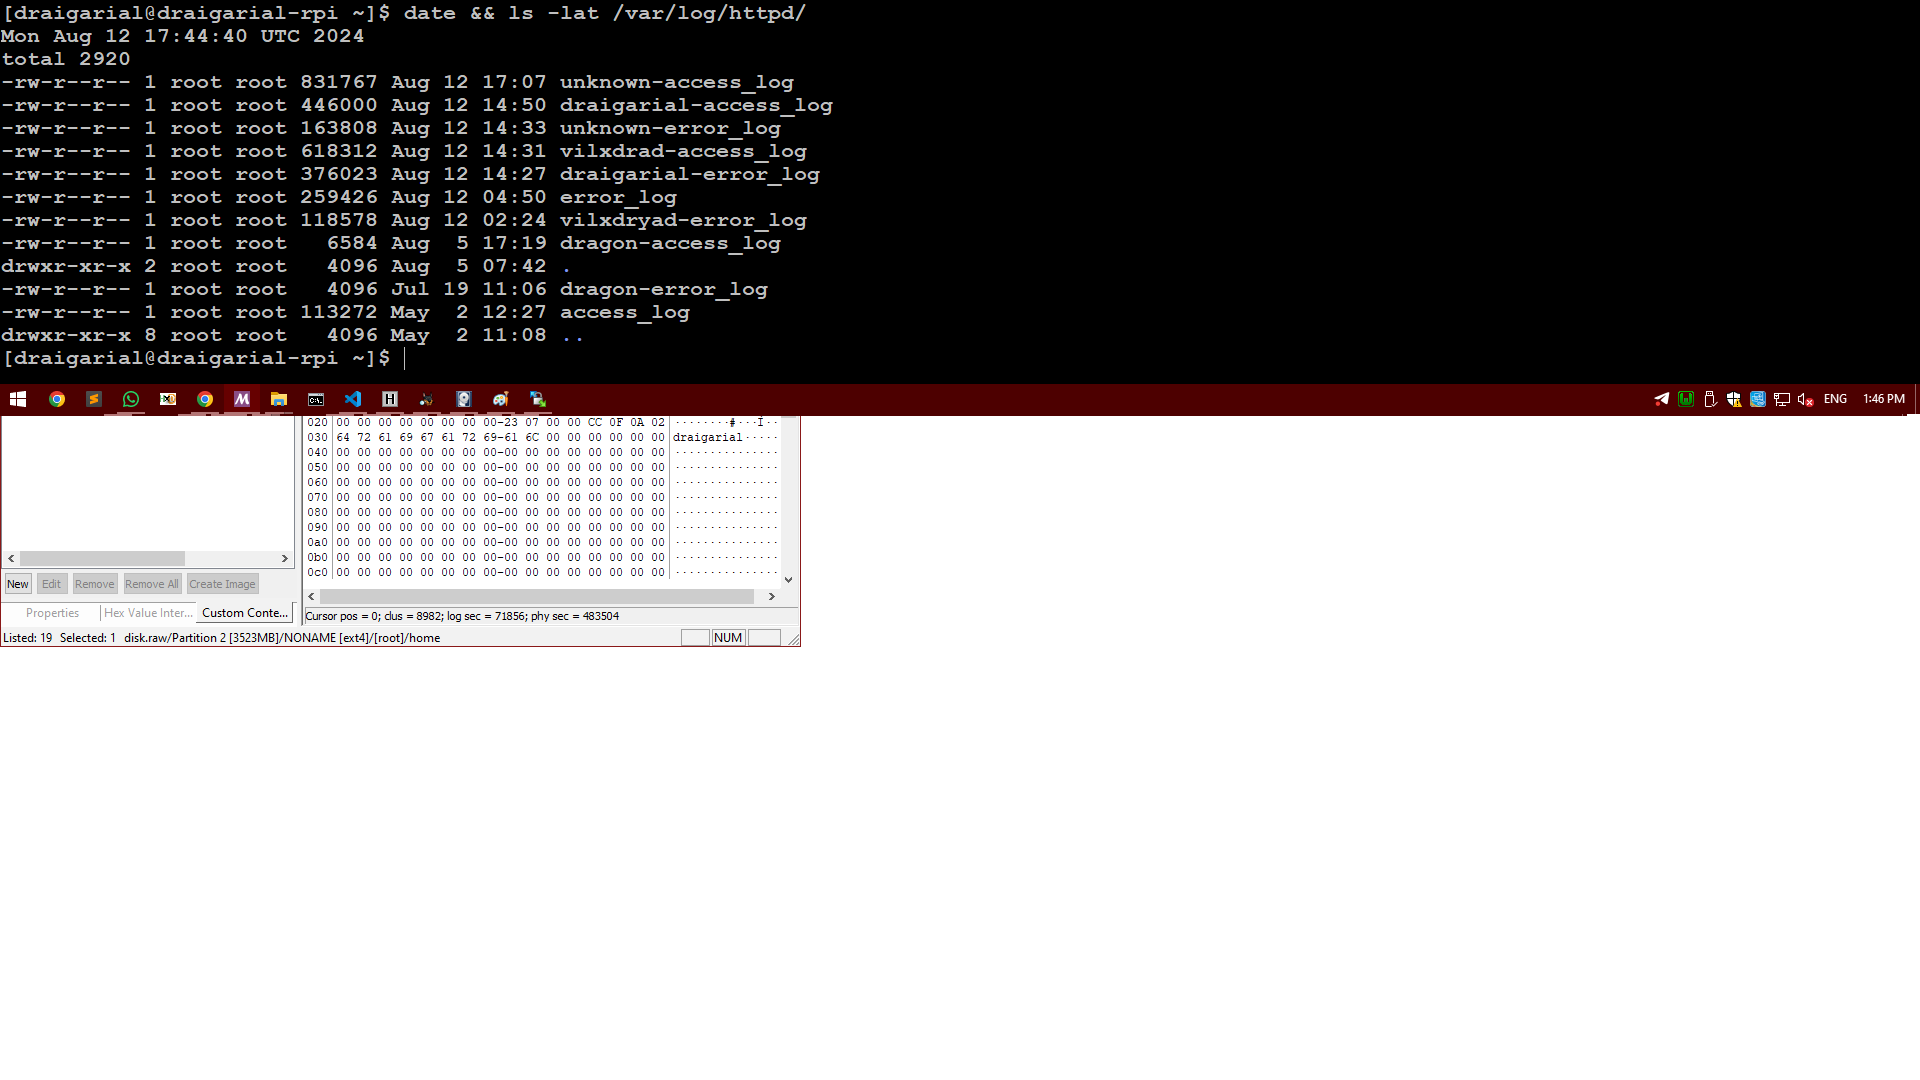 [draigarial@draigarial-rpi ~]$ date && ls -lat /var/log/httpd/
Mon Aug 12 17:44:40 UTC 2024
total 2920
-rw-r--r-- 1 root root 831767 Aug 12 17:07 unknown-access_log
-rw-r--r-- 1 root root 446000 Aug 12 14:50 draigarial-access_log
-rw-r--r-- 1 root root 163808 Aug 12 14:33 unknown-error_log
-rw-r--r-- 1 root root 618312 Aug 12 14:31 vilxdrad-access_log
-rw-r--r-- 1 root root 376023 Aug 12 14:27 draigarial-error_log
-rw-r--r-- 1 root root 259426 Aug 12 04:50 error_log
-rw-r--r-- 1 root root 118578 Aug 12 02:24 vilxdryad-error_log
-rw-r--r-- 1 root root   6584 Aug  5 17:19 dragon-access_log
drwxr-xr-x 2 root root   4096 Aug  5 07:42 .
-rw-r--r-- 1 root root   4096 Jul 19 11:06 dragon-error_log
-rw-r--r-- 1 root root 113272 May  2 12:27 access_log
drwxr-xr-x 8 root root   4096 May  2 11:08 ..
[draigarial@draigarial-rpi ~]$
ENG 1:46 PM
020 00 00 00 00 00 00 00 00-23 07 00 00 CC 0F 0A 02 ········#···Ì··
030 64 72 61 69 67 61 72 69-61 6C 00 00 00 00 00 00 draigarial·····
040 00 00 00 00 00 00 00 00-00 00 00 00 00 00 00 00 ···············
050 00 00 00 00 00 00 00 00-00 00 00 00 00 00 00 00 ···············
060 00 00 00 00 00 00 00 00-00 00 00 00 00 00 00 00 ···············
070 00 00 00 00 00 00 00 00-00 00 00 00 00 00 00 00 ···············
080 00 00 00 00 00 00 00 00-00 00 00 00 00 00 00 00 ···············
090 00 00 00 00 00 00 00 00-00 00 00 00 00 00 00 00 ···············
0a0 00 00 00 00 00 00 00 00-00 00 00 00 00 00 00 00 ···············
0b0 00 00 00 00 00 00 00 00-00 00 00 00 00 00 00 00 ···············
0c0 00 00 00 00 00 00 00 00-00 00 00 00 00 00 00 00 ···············
New Edit Remove Remove All Create Image
Properties Hex Value Inter... Custom Conte...
Cursor pos = 0; clus = 8982; log sec = 71856; phy sec = 483504
Listed: 19 Selected: 1 disk.raw/Partition 2 [3523MB]/NONAME [ext4]/[root]/home NUM